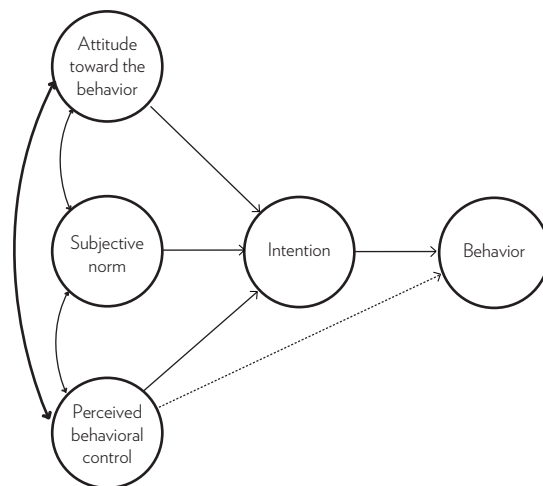 Attitude
toward the
behavior
Subjective
norm
Intention
Behavior
Perceived
behavioral
control